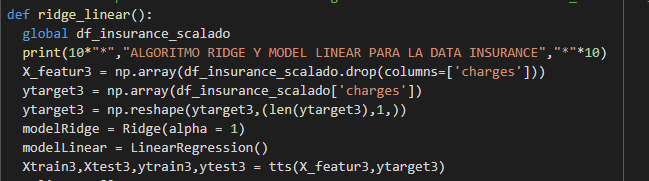 def ridge_linear():
  global df_insurance_scalado
  print(10*"*","ALGORITMO RIDGE Y MODEL LINEAR PARA LA DATA INSURANCE","*"*10)
  X_featur3 = np.array(df_insurance_scalado.drop(columns=['charges']))
  ytarget3 = np.array(df_insurance_scalado['charges'])
  ytarget3 = np.reshape(ytarget3,(len(ytarget3),1,))
  modelRidge = Ridge(alpha = 1)
  modelLinear = LinearRegression()
  Xtrain3,Xtest3,ytrain3,ytest3 = tts(X_featur3,ytarget3)